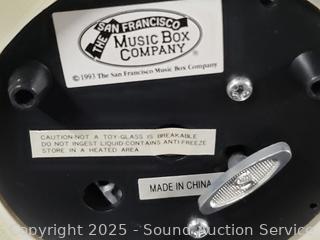 THE
SAN FRANCISCO
MUSIC BOX
COMPANY
©1993 The San Francisco Music Box Company
CAUTION-NOT A TOY-GLASS IS BREAKABLE
DO NOT INGEST LIQUID-CONTAINS ANTI-FREEZE
STORE IN A HEATED AREA
MADE IN CHINA
Copyright 2025 - Sound Auction Service